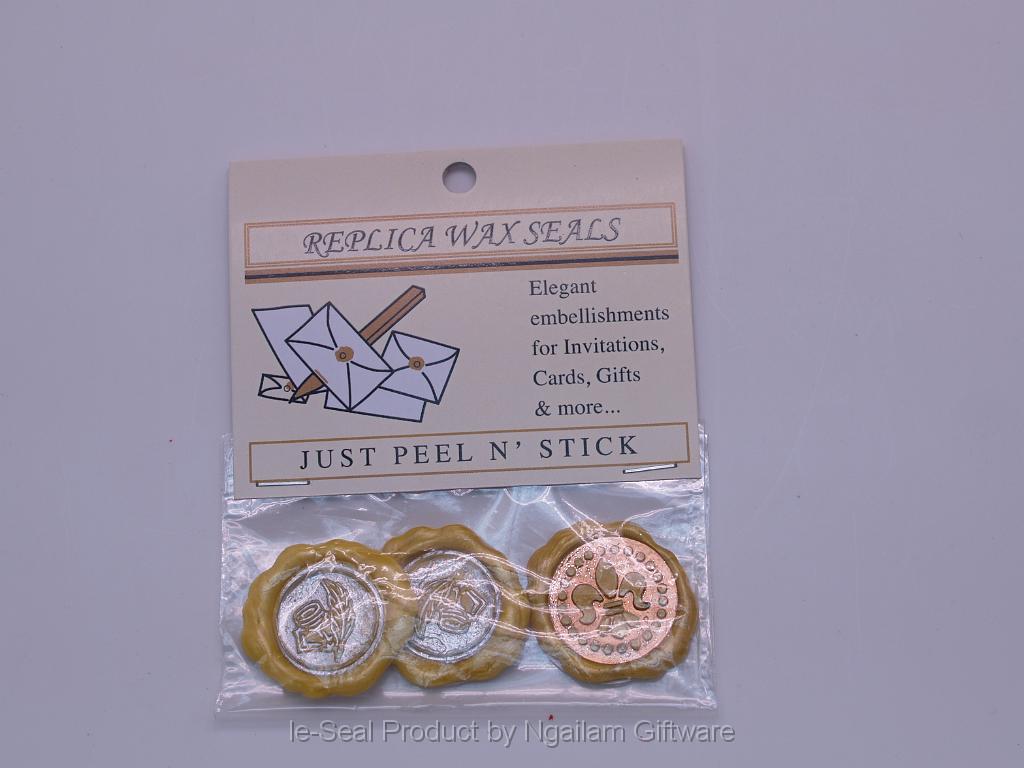 REPLICA WAX SEALS
Elegant
embellishments
for Invitations,
Cards, Gifts
& more...
JUST PEEL N' STICK
le-Seal Product by Ngailam Giftware